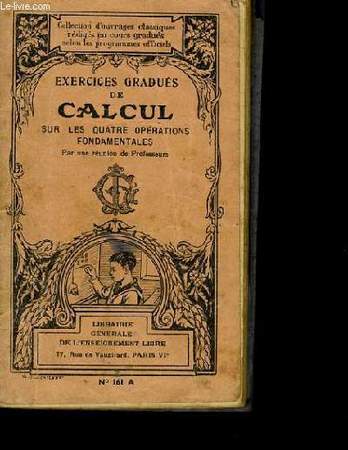 Le-livre.com
Collection d'ouvrages classiques
rédigés en cours gradués
selon les programmes officiels
EXERCICES GRADUÉS
DE
CALCUL
SUR LES QUATRE OPÉRATIONS
FONDAMENTALES
Par une réunion de Professeurs
LIBRAIRIE
GÉNÉRALE
DE L'ENSEIGNEMENT LIBRE
77, Rue de Vaugirard, PARIS VIe
N° 161 A